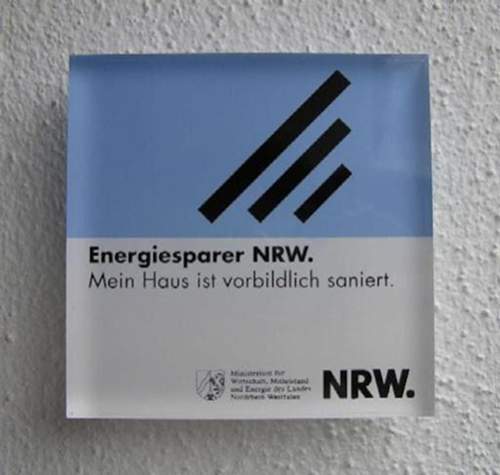 Energiesparer NRW.
Mein Haus ist vorbildlich saniert.
Ministerium für
Wirtschaft, Mittelstand
und Energie des Landes
Nordrhein-Westfalen
NRW.